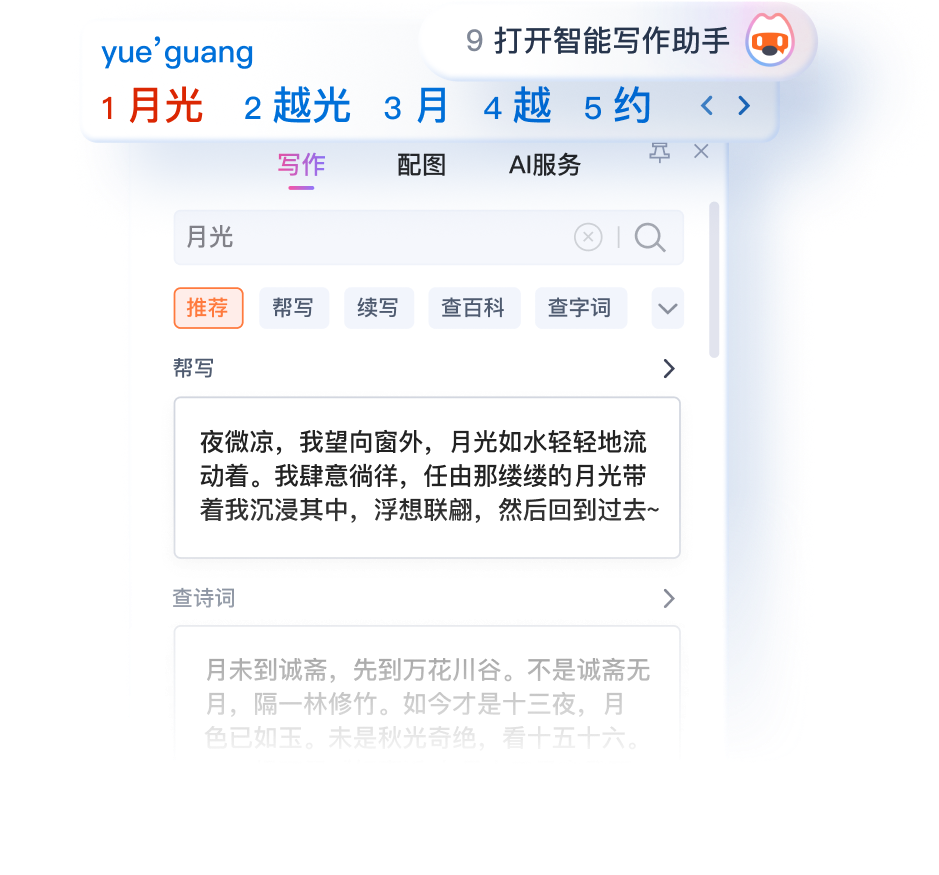 9 打开智能写作助手
yue’guang
1 月光 2 越光 3 月 4 越 5 约
写作 配图 AI服务
月光
推荐 帮写 续写 查百科 查字词
帮写
夜微凉，我望向窗外，月光如水轻轻地流
动着。我肆意徜徉，任由那缕缕的月光带
着我沉浸其中，浮想联翩，然后回到过去~
查诗词
月未到诚斋，先到万花川谷。不是诚斋无
月，隔一林修竹。如今才是十三夜，月
色已如玉。未是秋光奇绝，看十五十六。